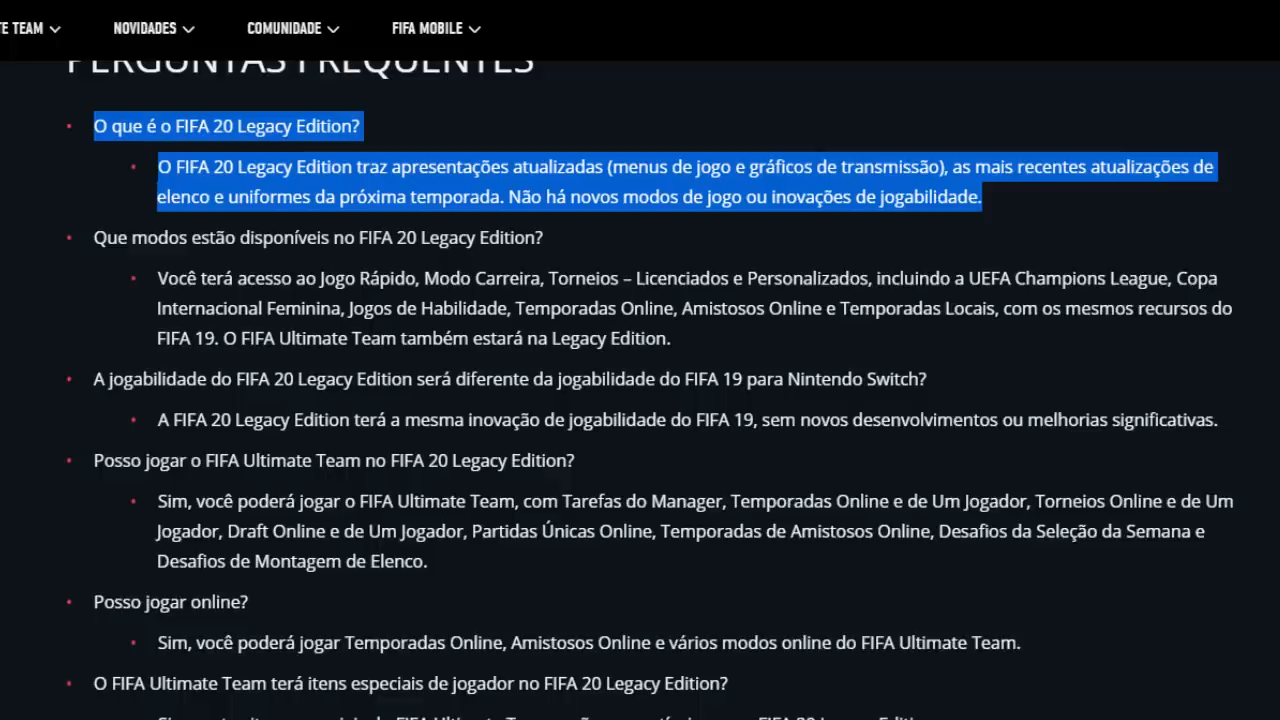 TE TEAM NOVIDADES COMUNIDADE FIFA MOBILE
PERGUNTAS FREQUENTES
• O que é o FIFA 20 Legacy Edition?
• O FIFA 20 Legacy Edition traz apresentações atualizadas (menus de jogo e gráficos de transmissão), as mais recentes atualizações de
elenco e uniformes da próxima temporada. Não há novos modos de jogo ou inovações de jogabilidade.
• Que modos estão disponíveis no FIFA 20 Legacy Edition?
• Você terá acesso ao Jogo Rápido, Modo Carreira, Torneios – Licenciados e Personalizados, incluindo a UEFA Champions League, Copa
Internacional Feminina, Jogos de Habilidade, Temporadas Online, Amistosos Online e Temporadas Locais, com os mesmos recursos do
FIFA 19. O FIFA Ultimate Team também estará na Legacy Edition.
• A jogabilidade do FIFA 20 Legacy Edition será diferente da jogabilidade do FIFA 19 para Nintendo Switch?
• A FIFA 20 Legacy Edition terá a mesma inovação de jogabilidade do FIFA 19, sem novos desenvolvimentos ou melhorias significativas.
• Posso jogar o FIFA Ultimate Team no FIFA 20 Legacy Edition?
• Sim, você poderá jogar o FIFA Ultimate Team, com Tarefas do Manager, Temporadas Online e de Um Jogador, Torneios Online e de Um
Jogador, Draft Online e de Um Jogador, Partidas Únicas Online, Temporadas de Amistosos Online, Desafios da Seleção da Semana e
Desafios de Montagem de Elenco.
• Posso jogar online?
• Sim, você poderá jogar Temporadas Online, Amistosos Online e vários modos online do FIFA Ultimate Team.
• O FIFA Ultimate Team terá itens especiais de jogador no FIFA 20 Legacy Edition?